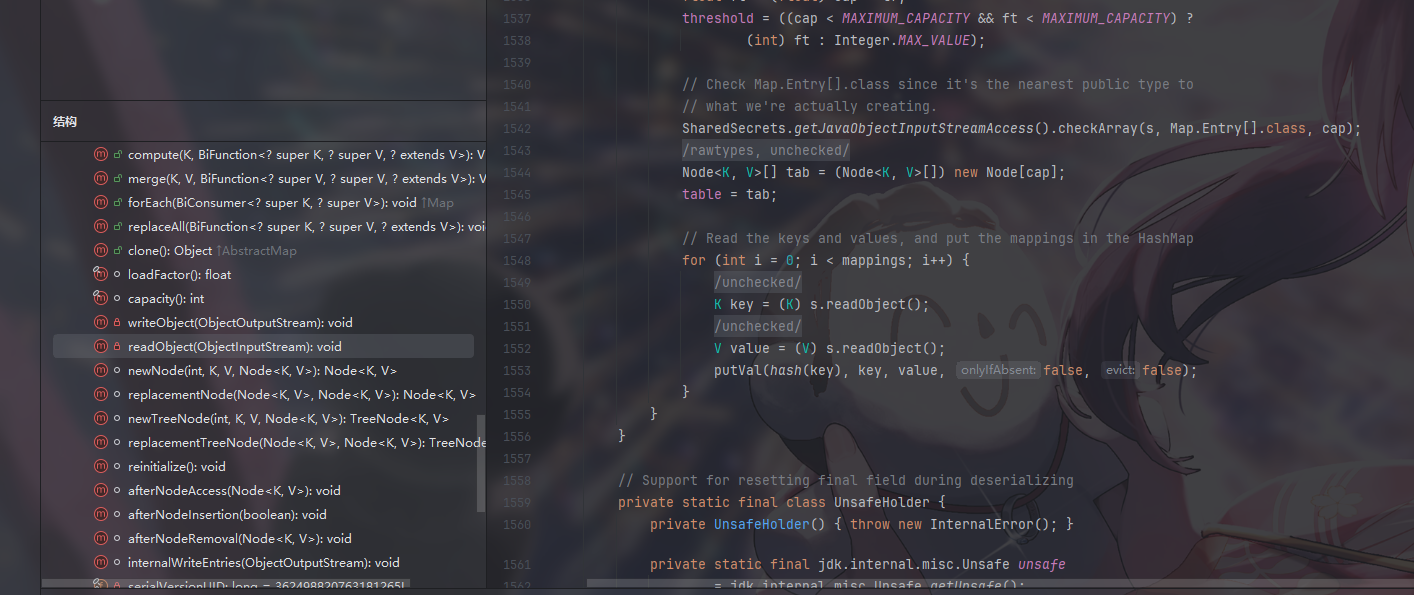 结构
compute(K, BiFunction<? super K, ? super V, ? extends V>): V
merge(K, V, BiFunction<? super V, ? super V, ? extends V>): V
forEach(BiConsumer<? super K, ? super V>): void ↑Map
replaceAll(BiFunction<? super K, ? super V, ? extends V>): voi
clone(): Object ↑AbstractMap
loadFactor(): float
capacity(): int
writeObject(ObjectOutputStream): void
readObject(ObjectInputStream): void
newNode(int, K, V, Node<K, V>): Node<K, V>
replacementNode(Node<K, V>, Node<K, V>): Node<K, V>
newTreeNode(int, K, V, Node<K, V>): TreeNode<K, V>
replacementTreeNode(Node<K, V>, Node<K, V>): TreeNode
reinitialize(): void
afterNodeAccess(Node<K, V>): void
afterNodeInsertion(boolean): void
afterNodeRemoval(Node<K, V>): void
internalWriteEntries(ObjectOutputStream): void
serialVersionUID: long = 362498820763181265L
1537 threshold = ((cap < MAXIMUM_CAPACITY && ft < MAXIMUM_CAPACITY) ?
1538 (int) ft : Integer.MAX_VALUE);
1539
1540 // Check Map.Entry[].class since it's the nearest public type to
1541 // what we're actually creating.
1542 SharedSecrets.getJavaObjectInputStreamAccess().checkArray(s, Map.Entry[].class, cap);
1543 /rawtypes, unchecked/
1544 Node<K, V>[] tab = (Node<K, V>[]) new Node[cap];
1545 table = tab;
1546
1547 // Read the keys and values, and put the mappings in the HashMap
1548 for (int i = 0; i < mappings; i++) {
1549 /unchecked/
1550 K key = (K) s.readObject();
1551 /unchecked/
1552 V value = (V) s.readObject();
1553 putVal(hash(key), key, value, onlyIfAbsent: false, evict: false);
1554 }
1555 }
1556 }
1557
1558 // Support for resetting final field during deserializing
1559 private static final class UnsafeHolder {
1560 private UnsafeHolder() { throw new InternalError(); }
1561 private static final jdk.internal.misc.Unsafe unsafe
1562 = jdk.internal.misc.Unsafe.getUnsafe();